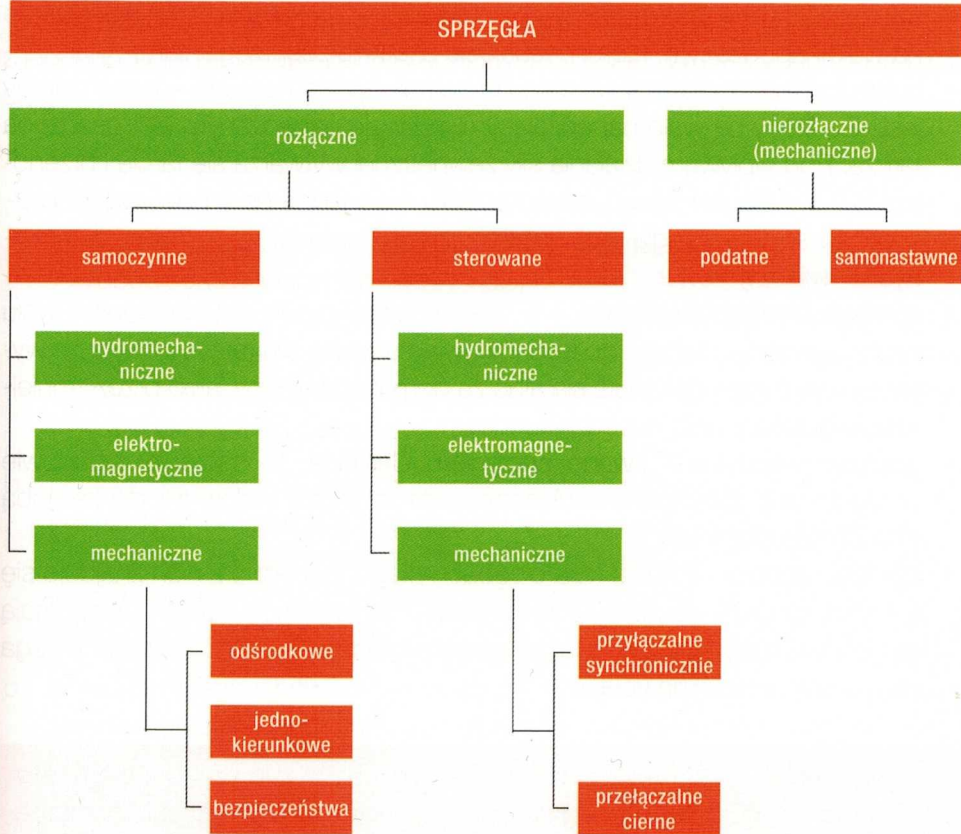 SPRZĘGŁA
rozłączne
nierozłączne
(mechaniczne)
samoczynne
sterowane
podatne
samonastawne
hydromecha-
niczne
hydromecha-
niczne
elektro-
magnetyczne
elektromagne-
tyczne
mechaniczne
mechaniczne
odśrodkowe
jedno-
kierunkowe
bezpieczeństwa
przyłączalne
synchronicznie
przełączalne
cierne